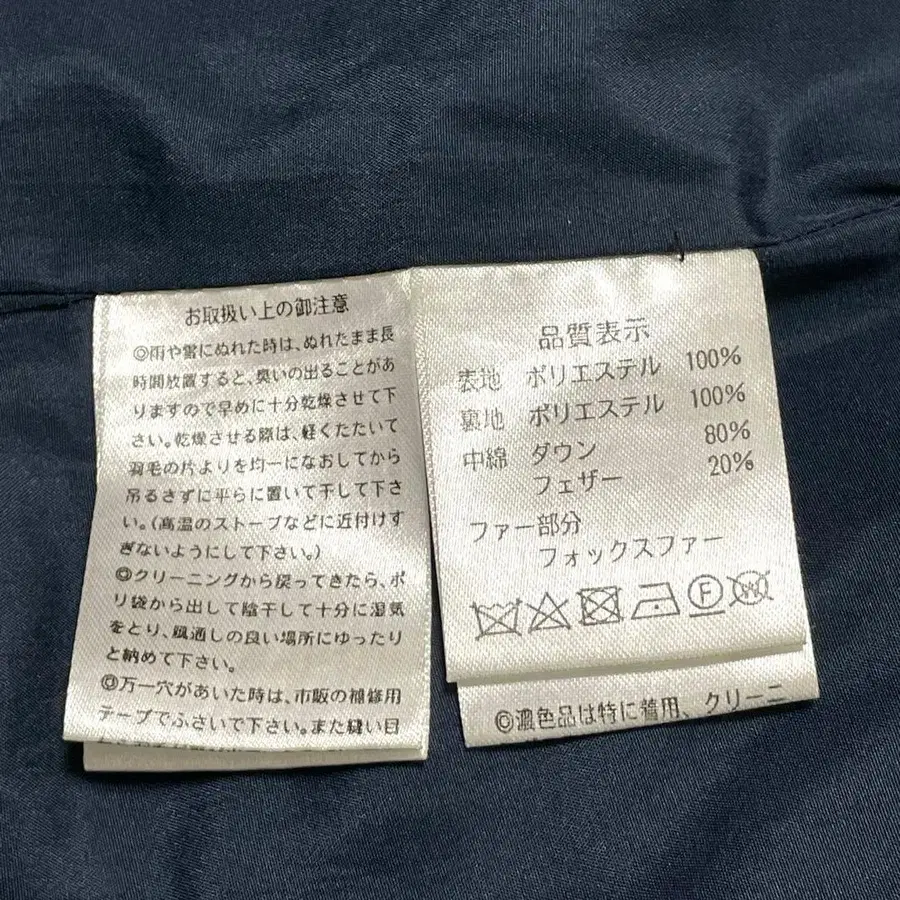 お取扱い上の御注意
◎雨や雪にぬれた時は、ぬれたまま長
時間放置すると、臭いの出ることがあ
りますので早めに十分乾燥させて下
さい。乾燥させる際は、軽くたたいて
羽毛の片よりを均一になおしてから
吊るさずに平らに置いて干して下さ
い。(高温のストーブなどに近付けす
ぎないようにして下さい。)
◎クリーニングから戻ってきたら、ポ
リ袋から出して陰干して十分に湿気
をとり、風通しの良い場所にゆったり
と納めて下さい。
◎万一穴があいた時は、市販の補修用
テープでふさいで下さい。また縫い目
品質表示
表地 ポリエステル 100%
裏地 ポリエステル 100%
中綿 ダウン 80%
フェザー 20%
ファー部分
フォックスファー
F
W
◎濃色品は特に着用、クリーニ